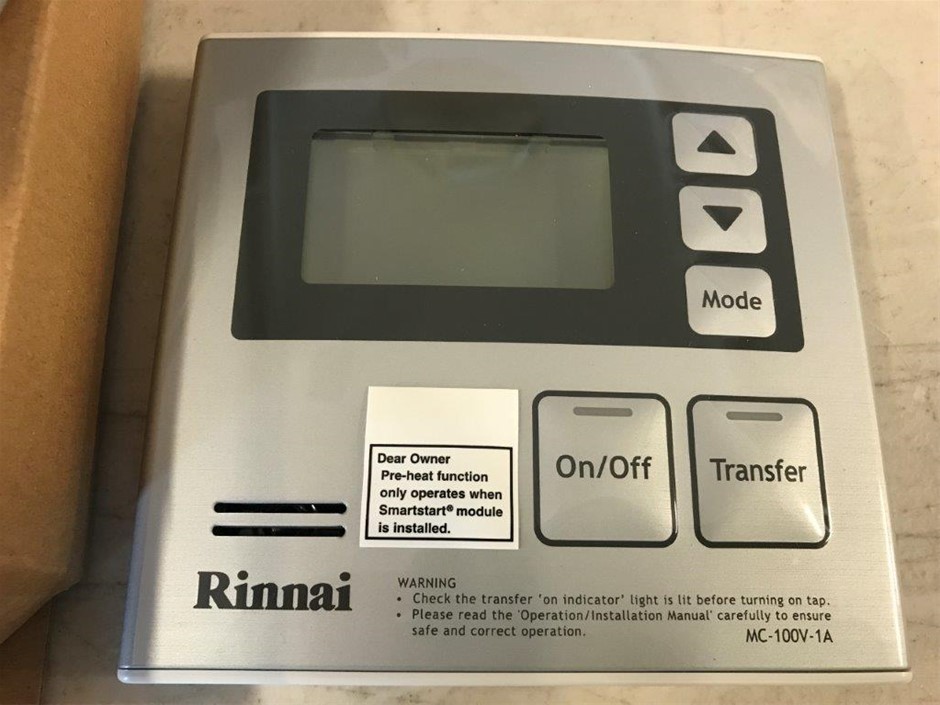 Mode
On/Off
Transfer
Dear Owner
Pre-heat function
only operates when
Smartstart® module
is installed.
Rinnai
WARNING
• Check the transfer 'on indicator' light is lit before turning on tap.
• Please read the 'Operation/Installation Manual' carefully to ensure
safe and correct operation.
MC-100V-1A